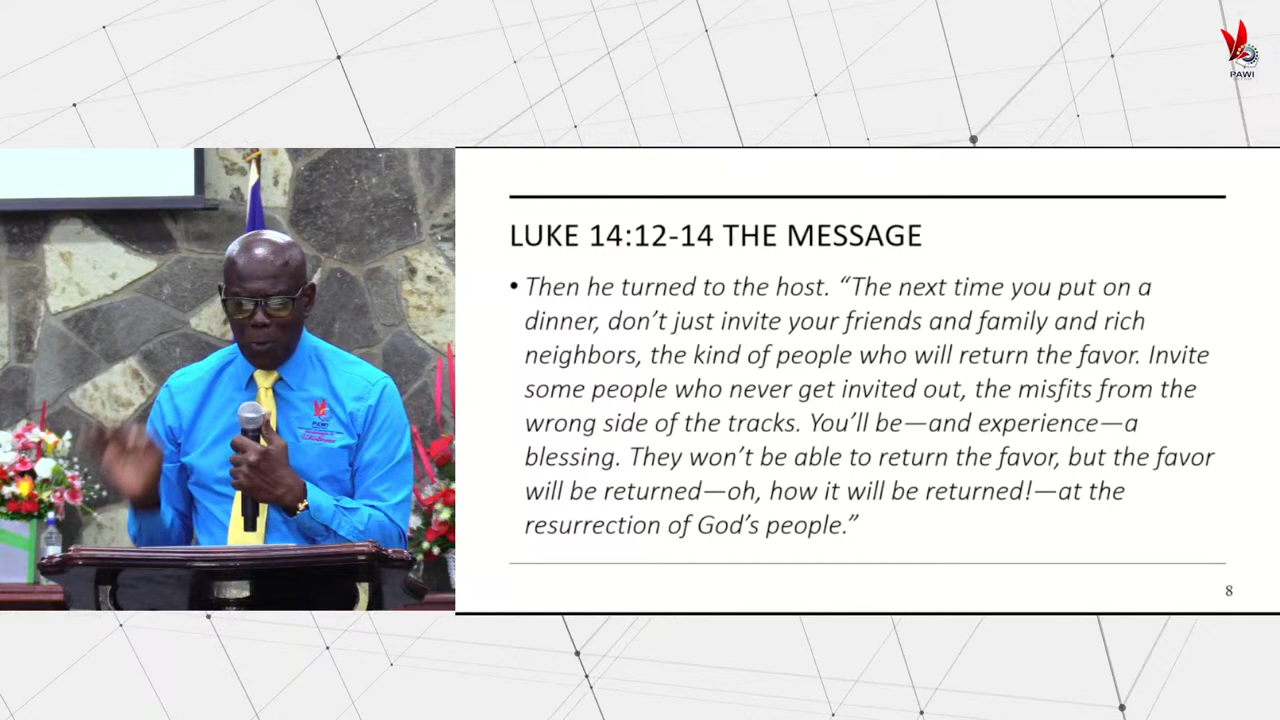 PAWI
LUKE 14:12-14 THE MESSAGE
• Then he turned to the host. “The next time you put on a
dinner, don’t just invite your friends and family and rich
neighbors, the kind of people who will return the favor. Invite
some people who never get invited out, the misfits from the
wrong side of the tracks. You’ll be—and experience—a
blessing. They won’t be able to return the favor, but the favor
will be returned—oh, how it will be returned!—at the
resurrection of God’s people.”
8
PAWI